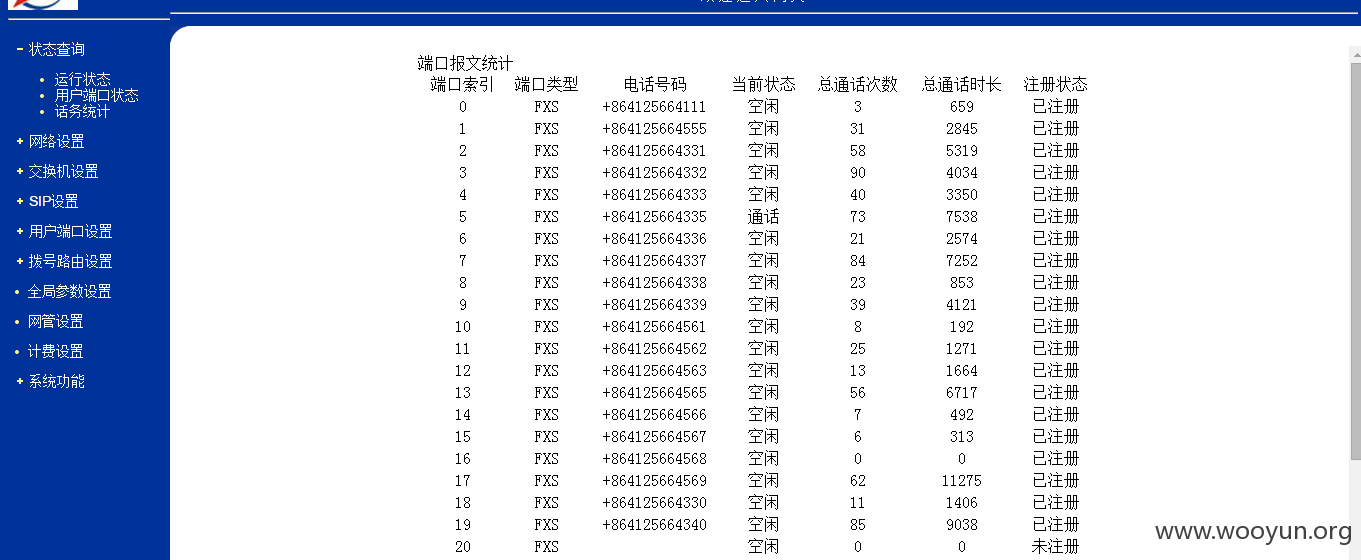 状态查询
运行状态
用户端口状态
话务统计
网络设置
交换机设置
SIP设置
用户端口设置
拨号路由设置
全局参数设置
网管设置
计费设置
系统功能
端口报文统计
端口索引 端口类型 电话号码 当前状态 总通话次数 总通话时长 注册状态
0 FXS +864125664111 空闲 3 659 已注册
1 FXS +864125664555 空闲 31 2845 已注册
2 FXS +864125664331 空闲 58 5319 已注册
3 FXS +864125664332 空闲 90 4034 已注册
4 FXS +864125664333 空闲 40 3350 已注册
5 FXS +864125664335 通话 73 7538 已注册
6 FXS +864125664336 空闲 21 2574 已注册
7 FXS +864125664337 空闲 84 7252 已注册
8 FXS +864125664338 空闲 23 853 已注册
9 FXS +864125664339 空闲 39 4121 已注册
10 FXS +864125664561 空闲 8 192 已注册
11 FXS +864125664562 空闲 25 1271 已注册
12 FXS +864125664563 空闲 13 1664 已注册
13 FXS +864125664565 空闲 56 6717 已注册
14 FXS +864125664566 空闲 7 492 已注册
15 FXS +864125664567 空闲 6 313 已注册
16 FXS +864125664568 空闲 0 0 已注册
17 FXS +864125664569 空闲 62 11275 已注册
18 FXS +864125664330 空闲 11 1406 已注册
19 FXS +864125664340 空闲 85 9038 已注册
20 FXS 空闲 0 0 未注册
www.wooyun.org